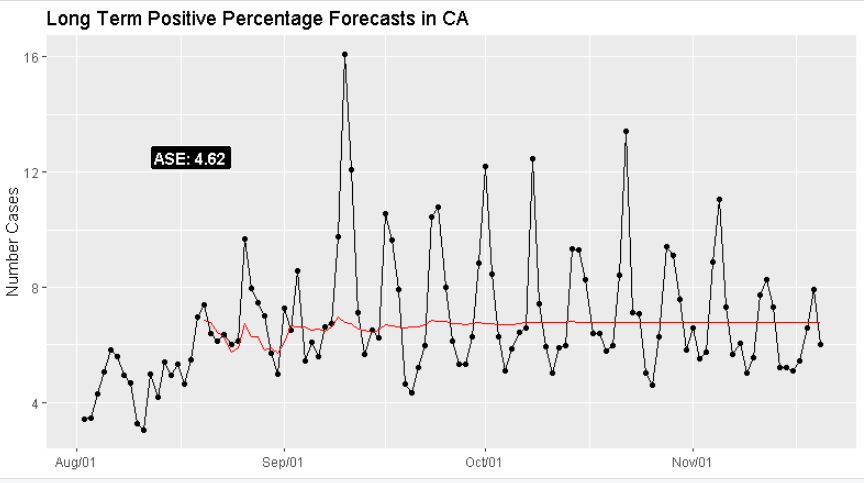 Long Term Positive Percentage Forecasts in CA
16
ASE: 4.62
12
Number Cases
8
4
Aug/01
Sep/01
Oct/01
Nov/01